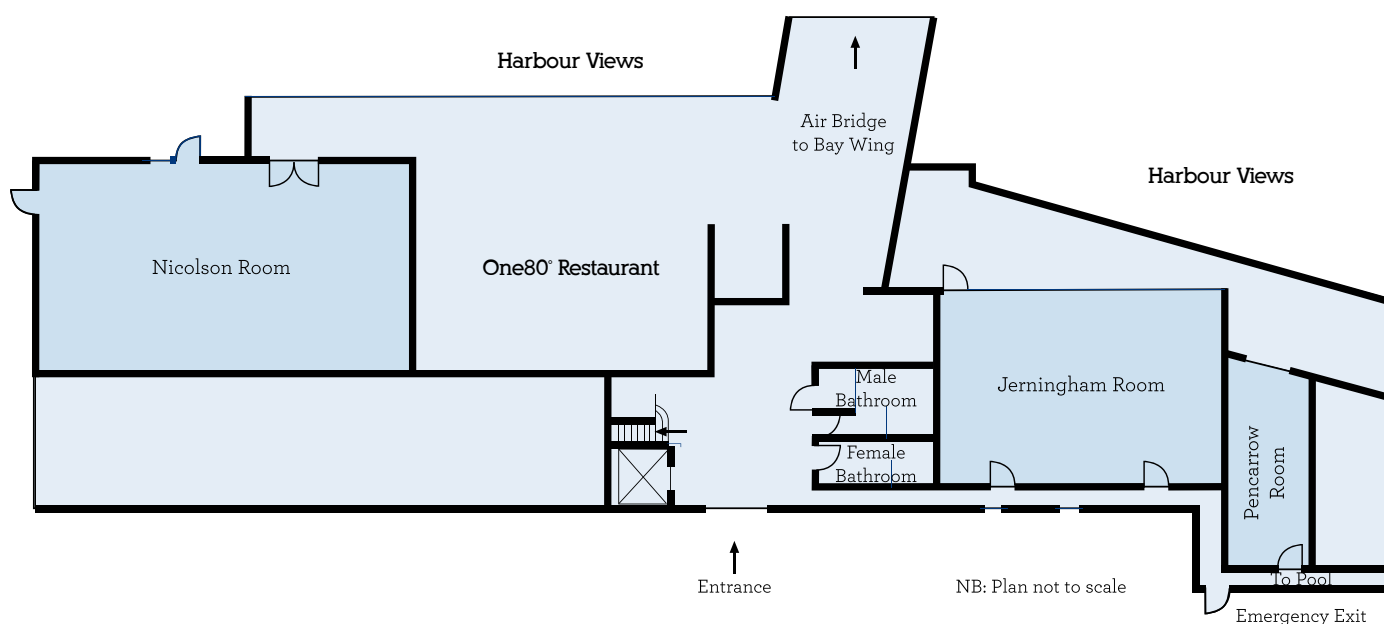 Harbour Views
Air Bridge
to Bay Wing
Harbour Views
Nicolson Room
One80° Restaurant
Male
Bathroom
Jerningham Room
Female
Bathroom
Pencarrow
Room
Entrance
NB: Plan not to scale
To Pool
Emergency Exit